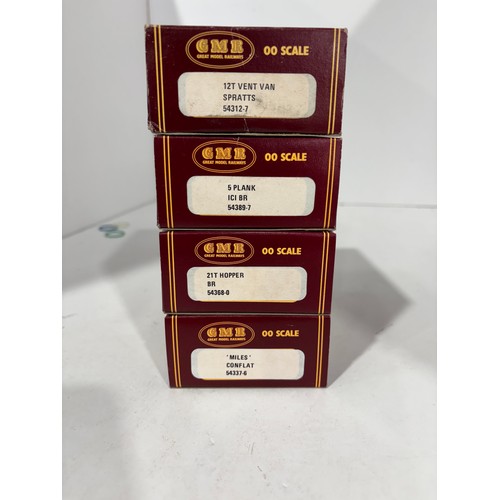 GMR
GREAT MODEL RAILWAYS
OO SCALE
12T VENT VAN
SPRATTS
54312-7
GMR
GREAT MODEL RAILWAYS
OO SCALE
5 PLANK
ICI BR
54389-7
GMR
GREAT MODEL RAILWAYS
OO SCALE
21T HOPPER
BR
54368-0
GMR
GREAT MODEL RAILWAYS
OO SCALE
'MILES'
CONFLAT
54337-6